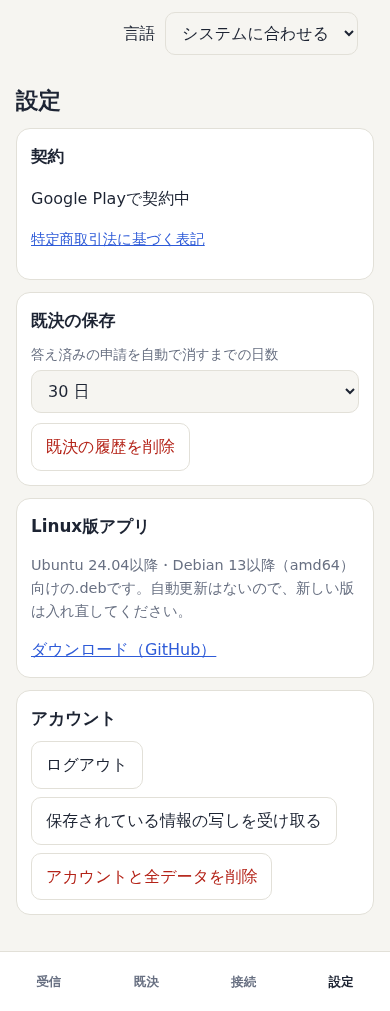 言語 システムに合わせる
設定
契約
Google Playで契約中
特定商取引法に基づく表記
既決の保存
答え済みの申請を自動で消すまでの日数
30 日
既決の履歴を削除
Linux版アプリ
Ubuntu 24.04以降・Debian 13以降（amd64）
向けの.debです。自動更新はないので、新しい版
は入れ直してください。
ダウンロード（GitHub）
アカウント
ログアウト
保存されている情報の写しを受け取る
アカウントと全データを削除
受信 既決 接続 設定